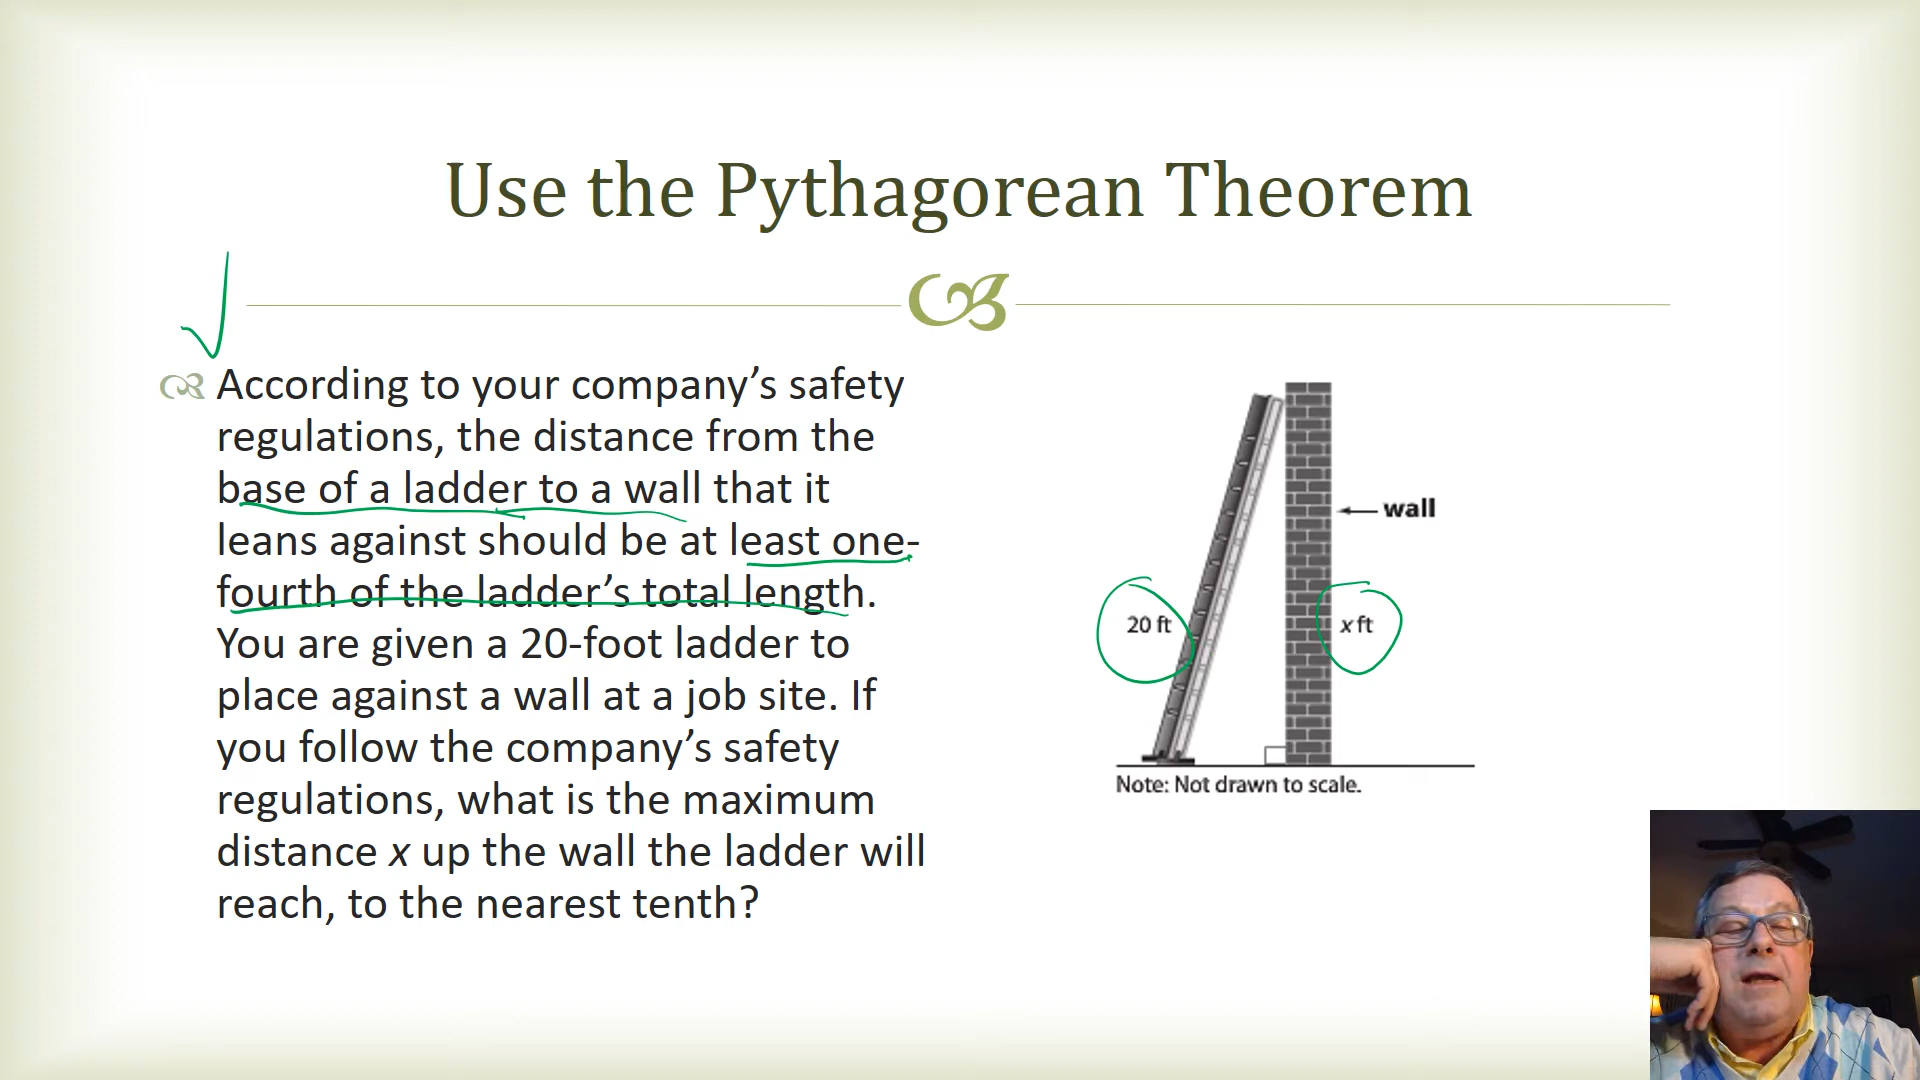 Use the Pythagorean Theorem
According to your company’s safety
regulations, the distance from the
base of a ladder to a wall that it
leans against should be at least one-
fourth of the ladder’s total length.
You are given a 20-foot ladder to
place against a wall at a job site. If
you follow the company’s safety
regulations, what is the maximum
distance x up the wall the ladder will
reach, to the nearest tenth?
wall
20 ft
x ft
Note: Not drawn to scale.